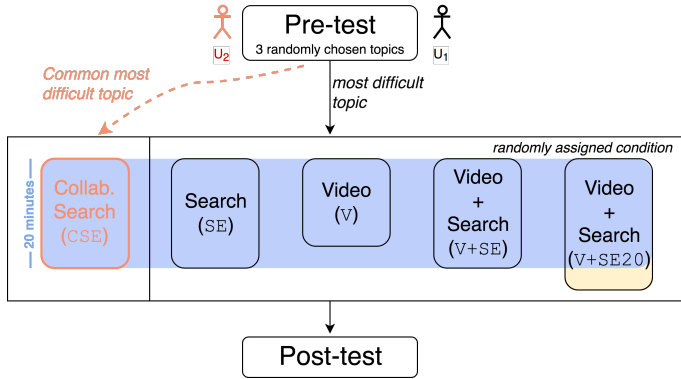 Pre-test
3 randomly chosen topics
U2
U1
Common most
difficult topic
most difficult
topic
randomly assigned condition
20 minutes
Collab.
Search
(CSE)
Search
(SE)
Video
(V)
Video
+
Search
(V+SE)
Video
+
Search
(V+SE20)
Post-test